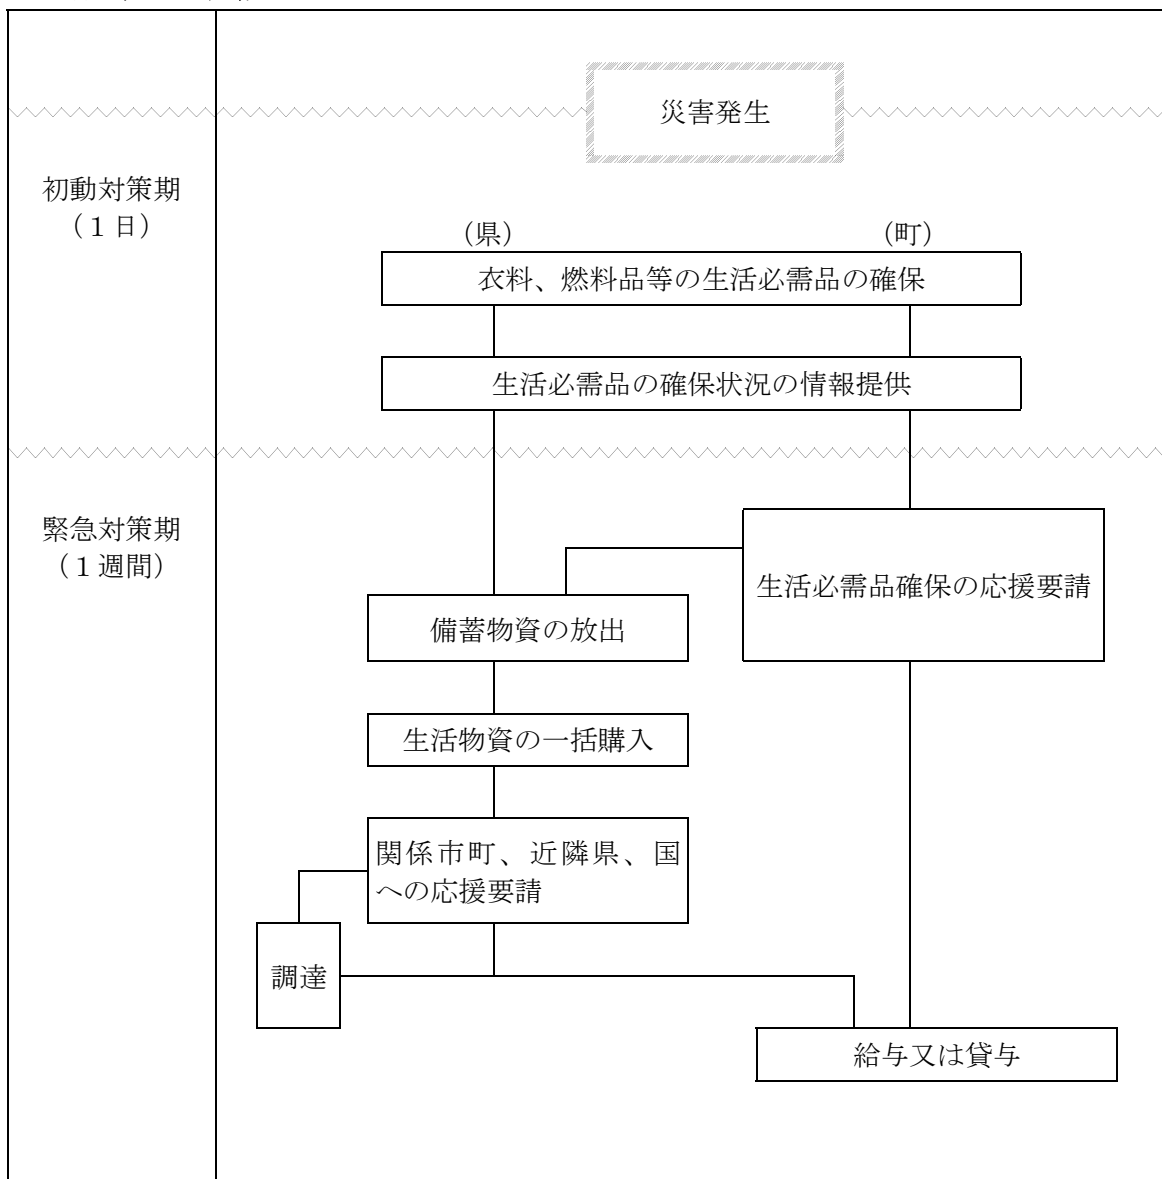 災害発生
初動対策期
（１日）
（県）
（町）
衣料、燃料品等の生活必需品の確保
生活必需品の確保状況の情報提供
緊急対策期
（１週間）
生活必需品確保の応援要請
備蓄物資の放出
生活物資の一括購入
関係市町、近隣県、国
への応援要請
調達
給与又は貸与